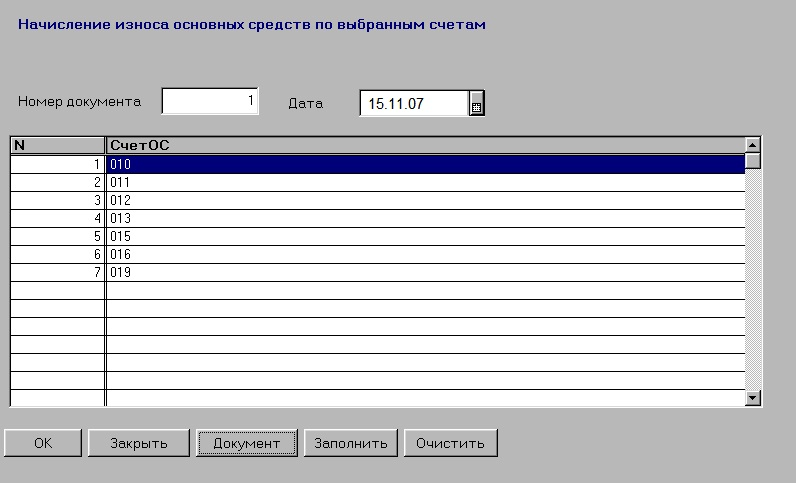 Начисление износа основных средств по выбранным счетам
Номер документа 1 Дата 15.11.07
N СчетОС
1 010
2 011
3 012
4 013
5 015
6 016
7 019
OK Закрыть Документ Заполнить Очистить